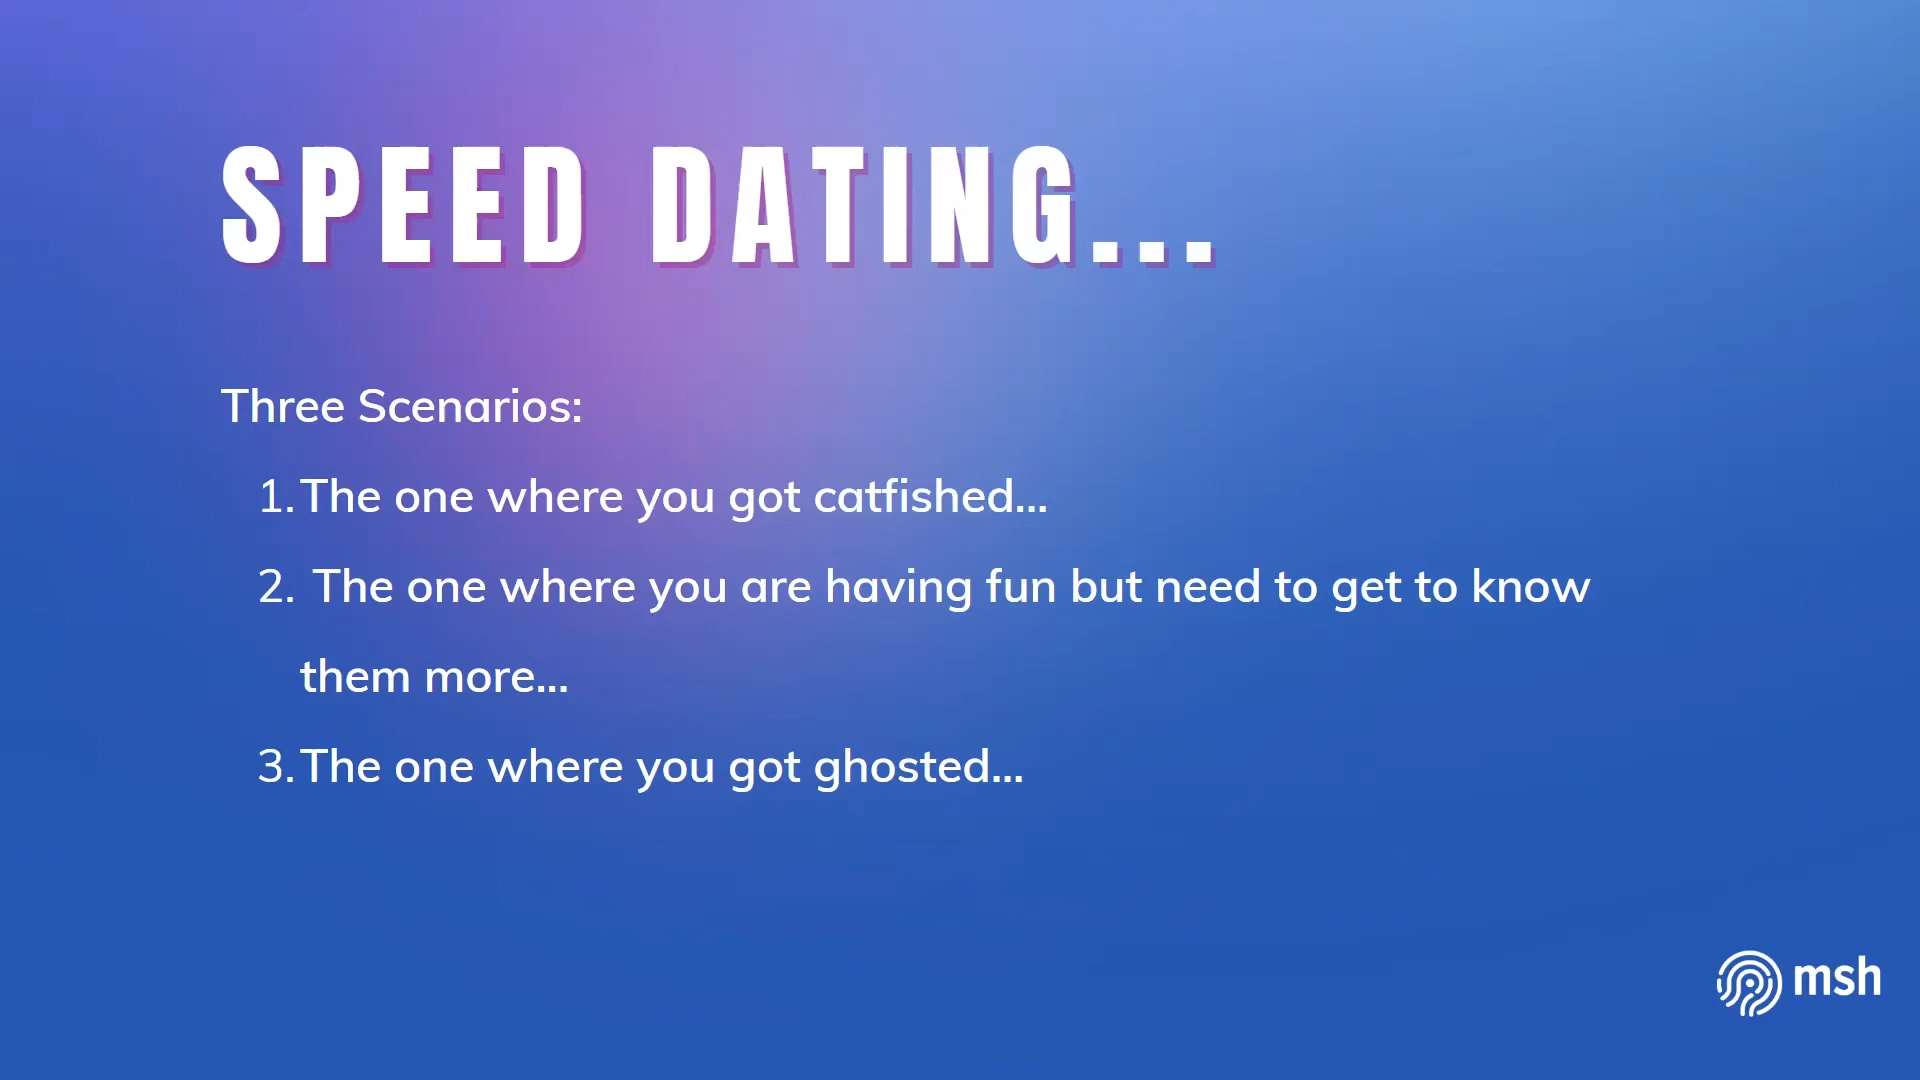 SPEED DATING...
Three Scenarios:
1. The one where you got catfished...
2. The one where you are having fun but need to get to know
them more...
3. The one where you got ghosted...
msh